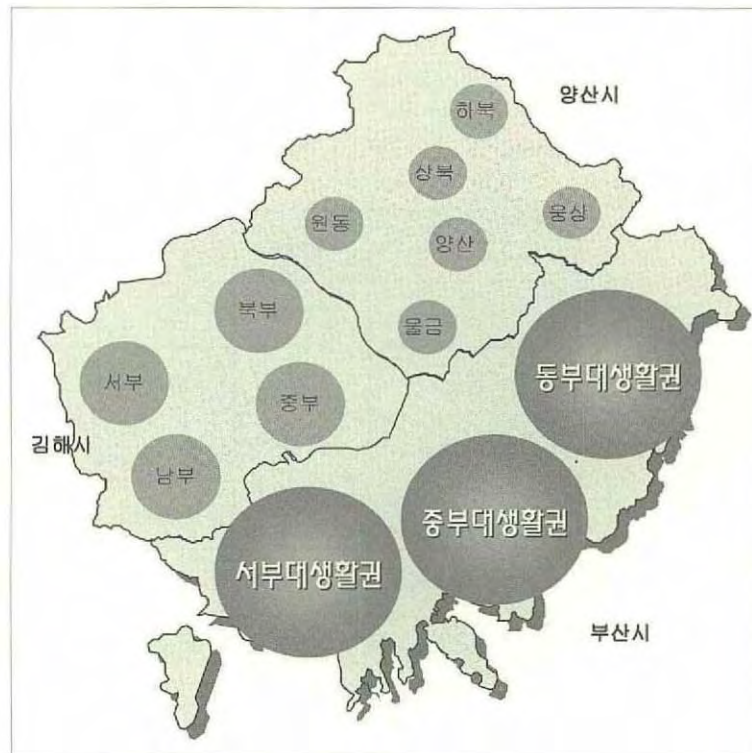 양산시
하북
상북
웅상
원동
양산
물금
북부
서부
중부
남부
김해시
동부대생활권
중부대생활권
서부대생활권
부산시